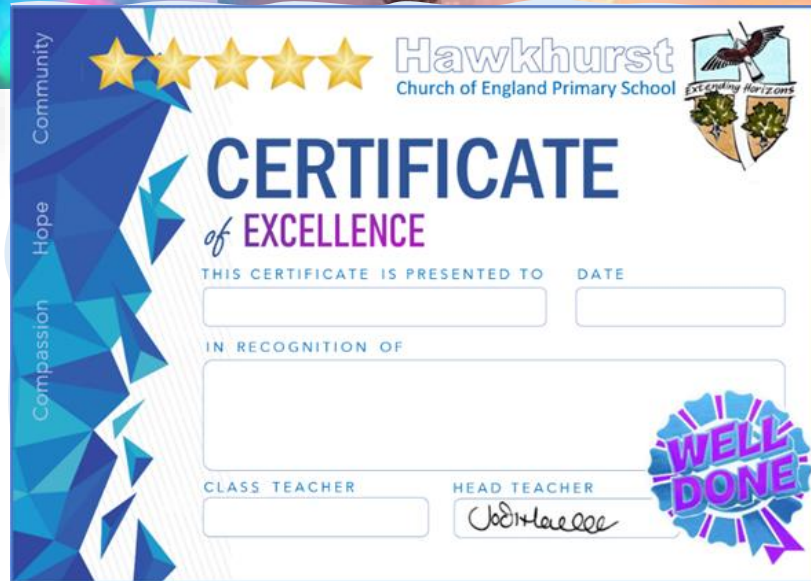 Community
Hope
Compassion
Hawkhurst
Church of England Primary School
Extending Horizons
CERTIFICATE
of EXCELLENCE
THIS CERTIFICATE IS PRESENTED TO
DATE
IN RECOGNITION OF
WELL
DONE
CLASS TEACHER
HEAD TEACHER